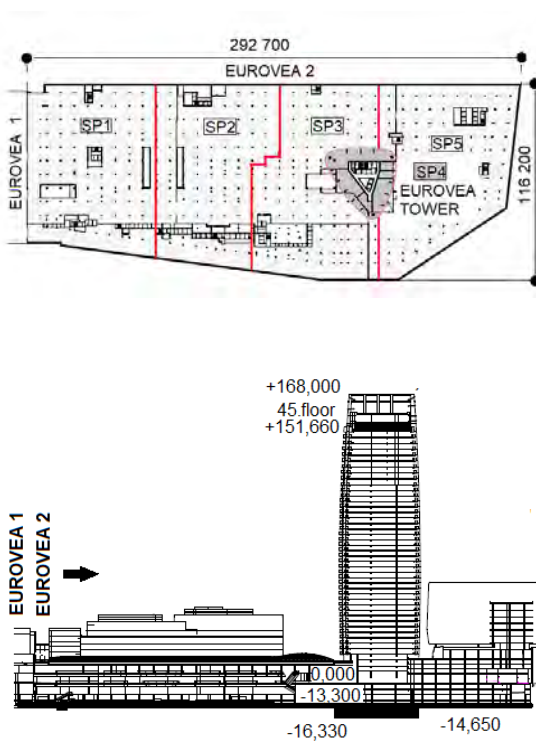 292 700
EUROVEA 2
EUROVEA 1
SP1
SP2
SP3
SP5
SP4
EUROVEA
TOWER
116 200
+168,000
45.floor
+151,660
EUROVEA 1
EUROVEA 2
0,000
-13,300
-16,330
-14,650